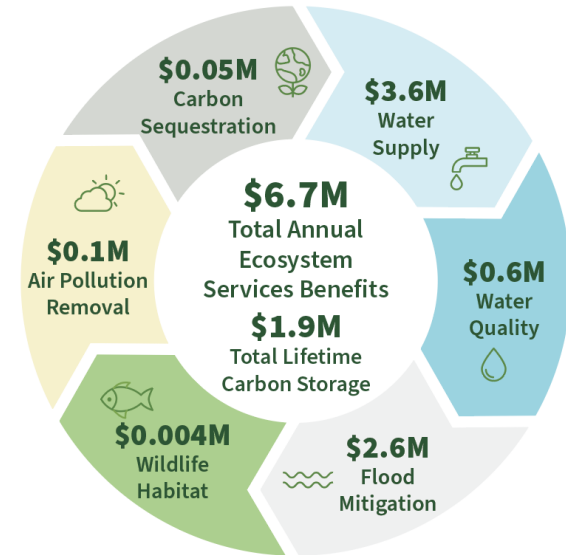 $0.05M
Carbon
Sequestration
$3.6M
Water
Supply
$0.6M
Water
Quality
$2.6M
Flood
Mitigation
$0.004M
Wildlife
Habitat
$0.1M
Air Pollution
Removal
$6.7M
Total Annual
Ecosystem
Services Benefits
$1.9M
Total Lifetime
Carbon Storage